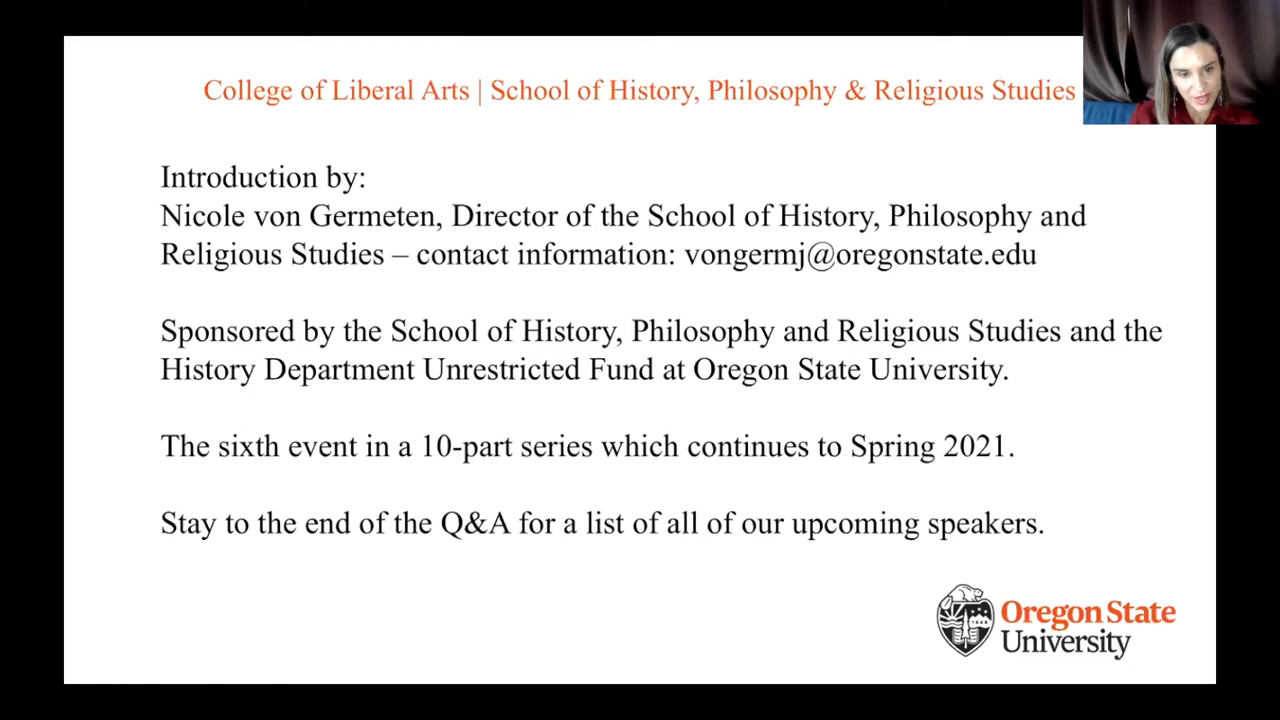 College of Liberal Arts | School of History, Philosophy & Religious Studies
Introduction by:
Nicole von Germeten, Director of the School of History, Philosophy and
Religious Studies – contact information: vongermj@oregonstate.edu
Sponsored by the School of History, Philosophy and Religious Studies and the
History Department Unrestricted Fund at Oregon State University.
The sixth event in a 10-part series which continues to Spring 2021.
Stay to the end of the Q&A for a list of all of our upcoming speakers.
Oregon State
University